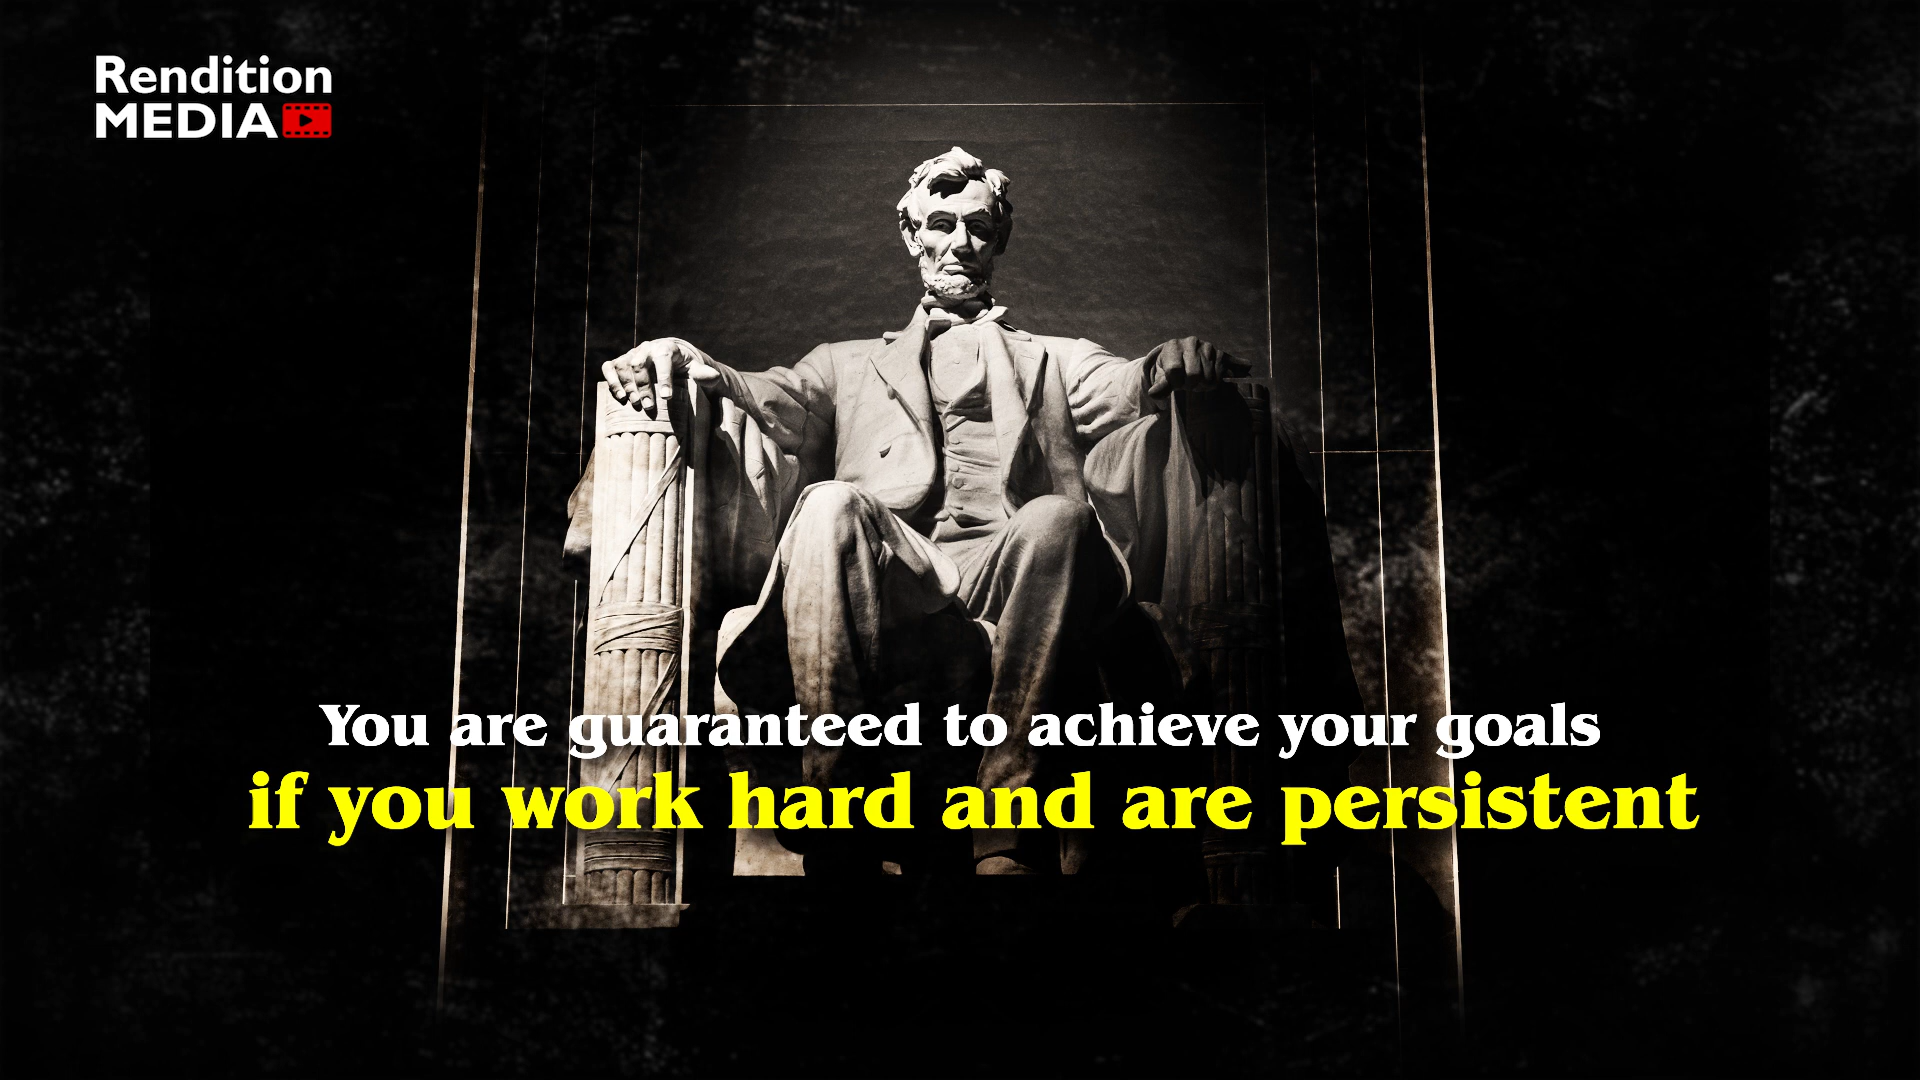 Rendition
MEDIA
You are guaranteed to achieve your goals
if you work hard and are persistent